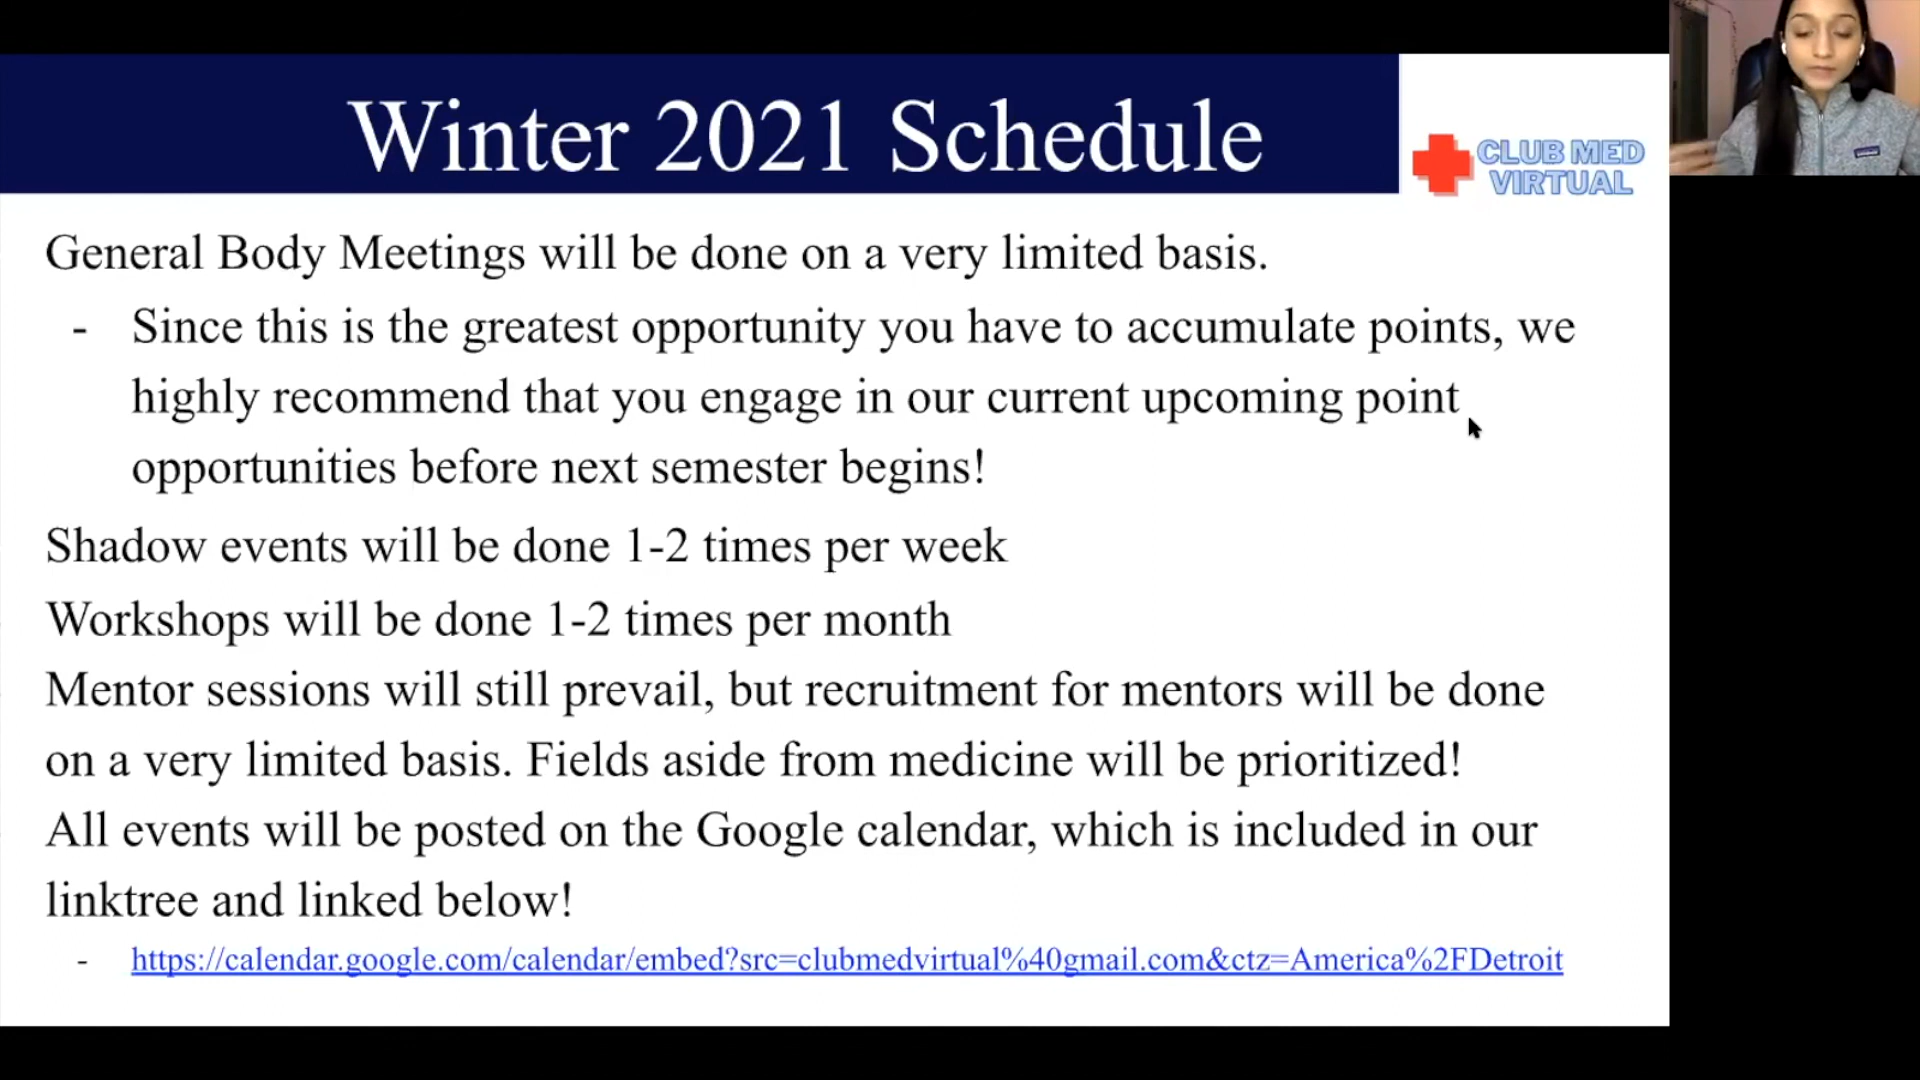 Winter 2021 Schedule
CLUB MED
VIRTUAL
General Body Meetings will be done on a very limited basis.
- Since this is the greatest opportunity you have to accumulate points, we
highly recommend that you engage in our current upcoming point
opportunities before next semester begins!
Shadow events will be done 1-2 times per week
Workshops will be done 1-2 times per month
Mentor sessions will still prevail, but recruitment for mentors will be done
on a very limited basis. Fields aside from medicine will be prioritized!
All events will be posted on the Google calendar, which is included in our
linktree and linked below!
- https://calendar.google.com/calendar/embed?src=clubmedvirtual%40gmail.com&ctz=America%2FDetroit